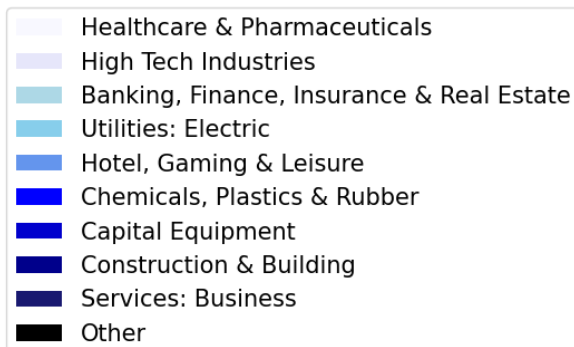 Healthcare & Pharmaceuticals
High Tech Industries
Banking, Finance, Insurance & Real Estate
Utilities: Electric
Hotel, Gaming & Leisure
Chemicals, Plastics & Rubber
Capital Equipment
Construction & Building
Services: Business
Other